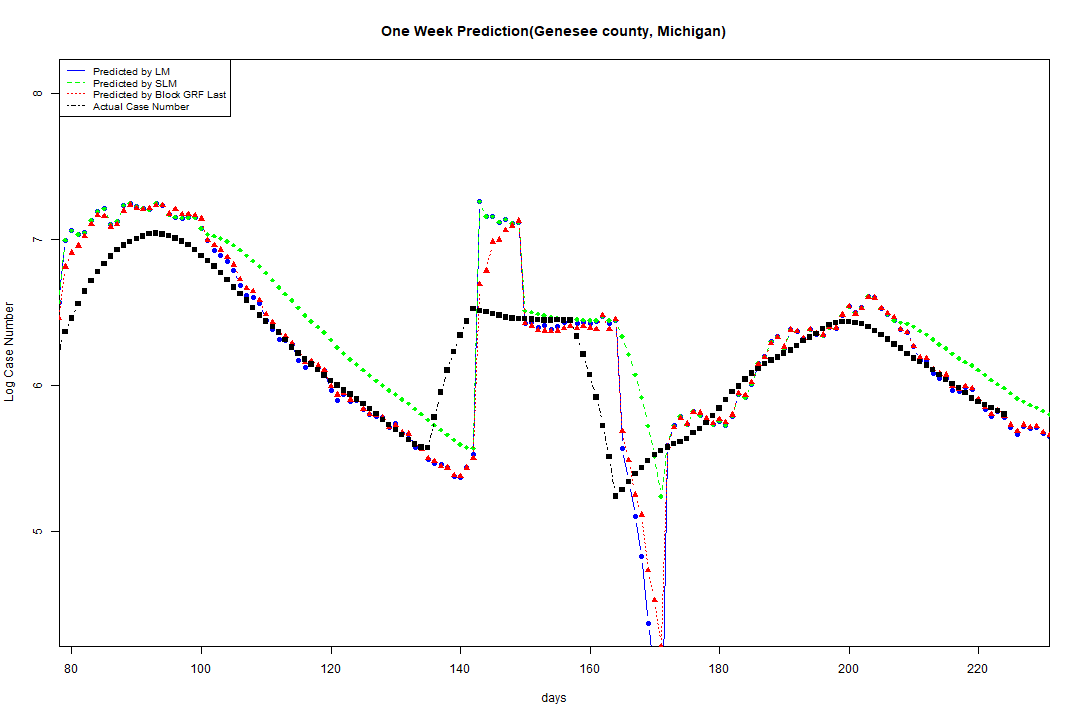 One Week Prediction(Genesee county, Michigan)
Predicted by LM
Predicted by SLM
Predicted by Block GRF Last
Actual Case Number
8
7
6
5
Log Case Number
80 100 120 140 160 180 200 220
days